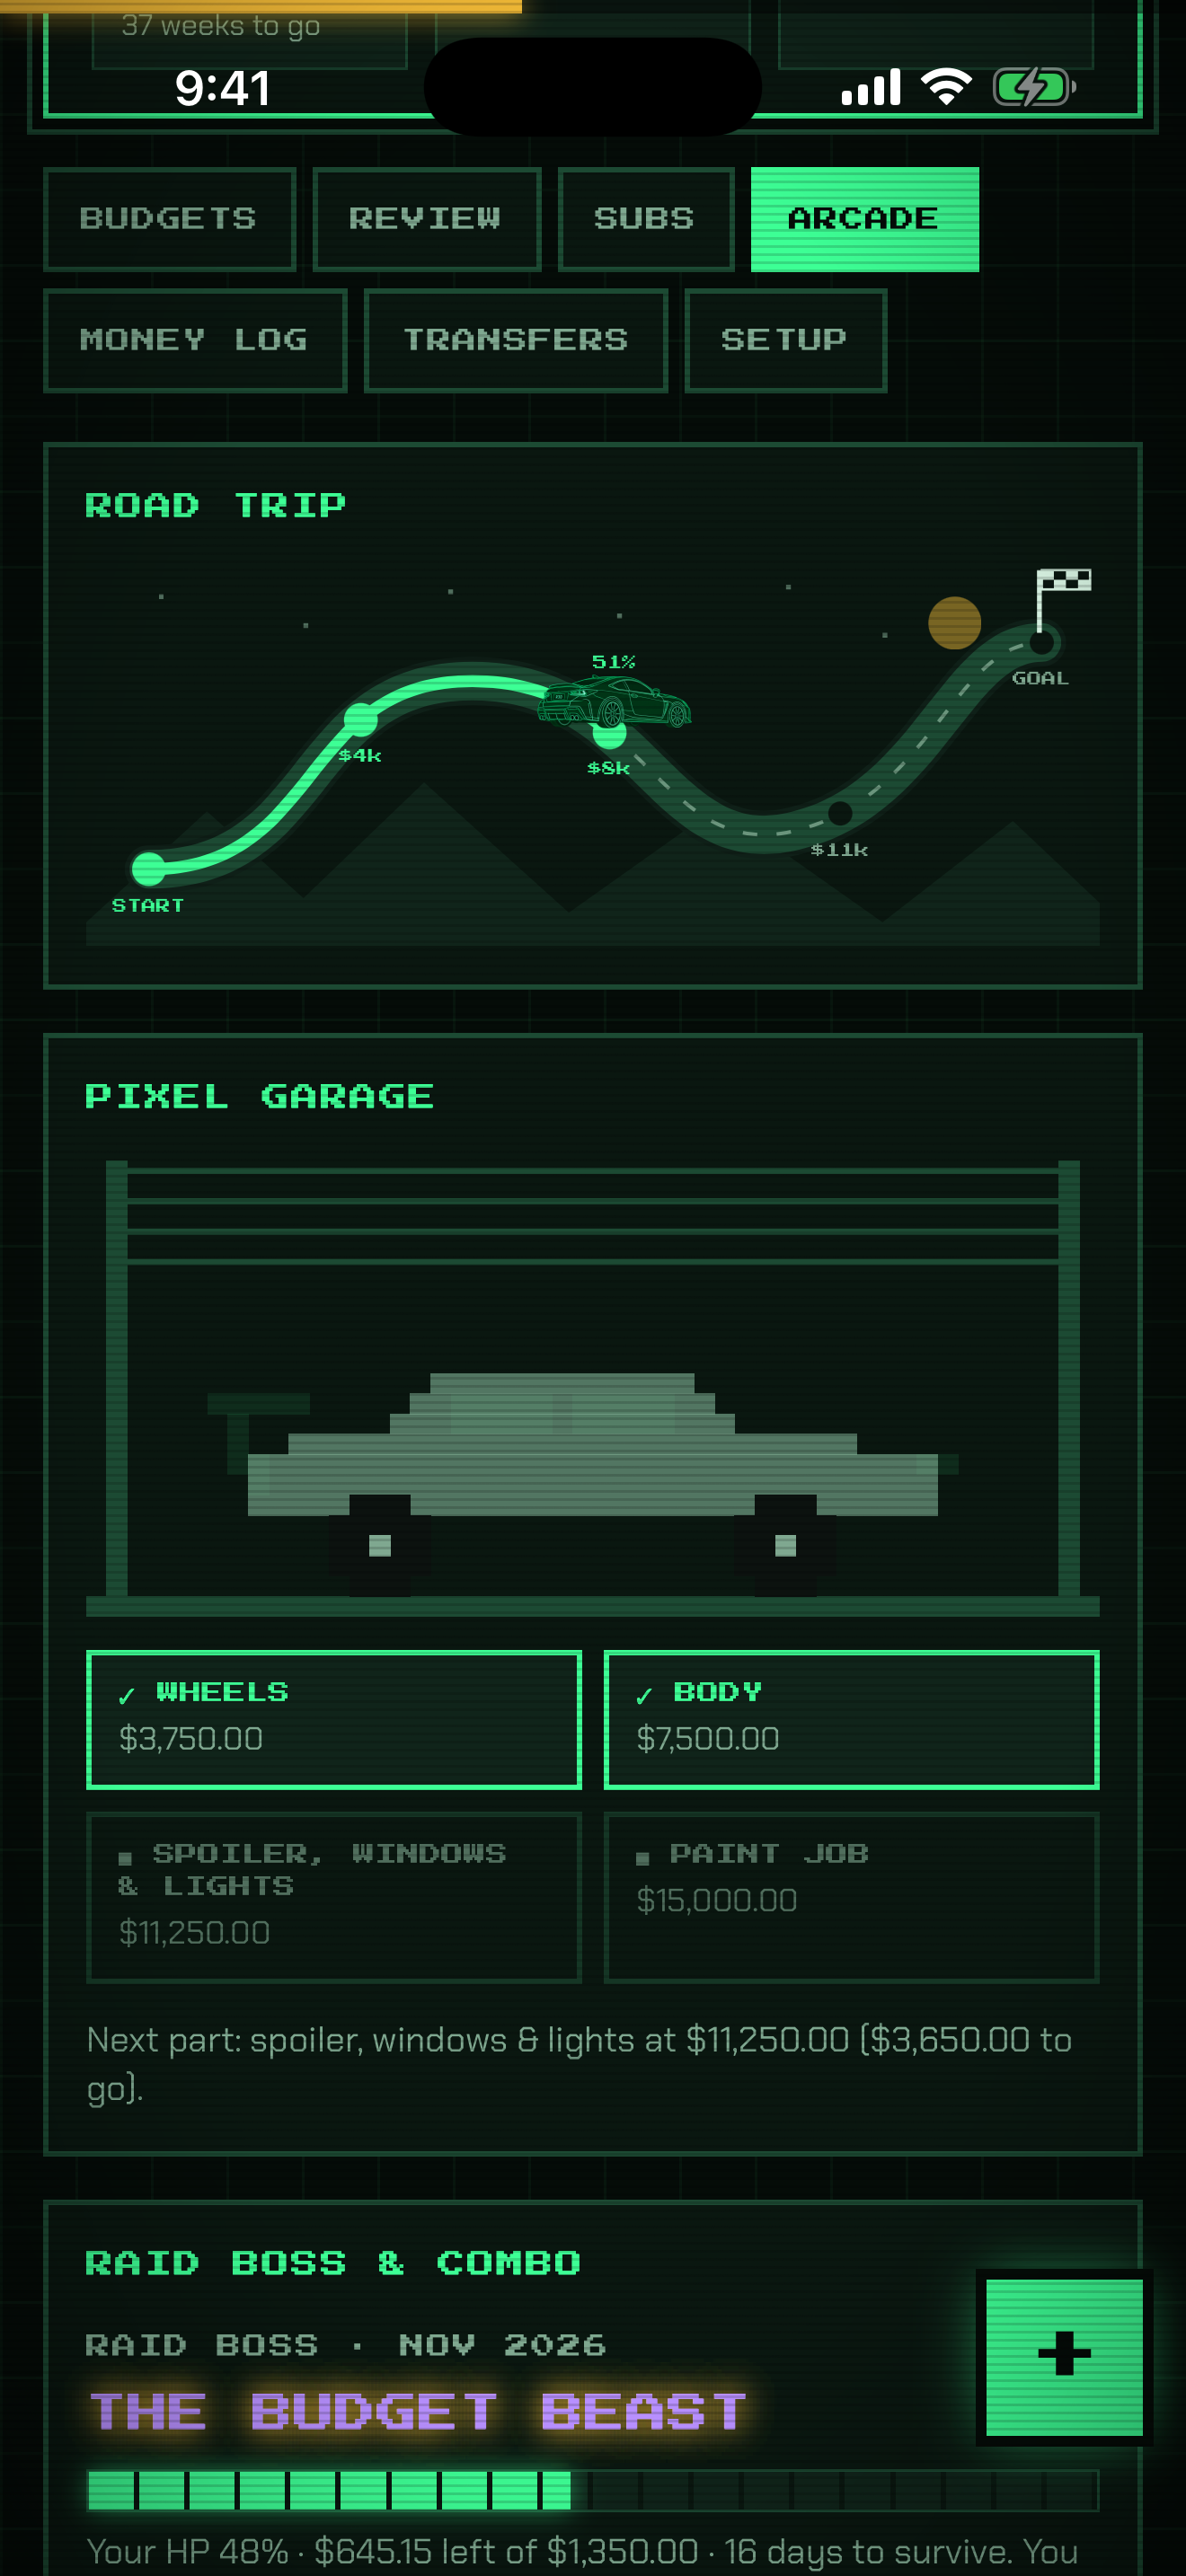 37 weeks to go
9:41
BUDGETS
REVIEW
SUBS
ARCADE
MONEY LOG
TRANSFERS
SETUP
ROAD TRIP
51%
GOAL
$4k
$8k
$11k
START
PIXEL GARAGE
✓ WHEELS
$3,750.00
✓ BODY
$7,500.00
■ SPOILER, WINDOWS
& LIGHTS
$11,250.00
■ PAINT JOB
$15,000.00
Next part: spoiler, windows & lights at $11,250.00 ($3,650.00 to
go).
RAID BOSS & COMBO
RAID BOSS · NOV 2026
+
THE BUDGET BEAST
Your HP 48% · $645.15 left of $1,350.00 · 16 days to survive. You